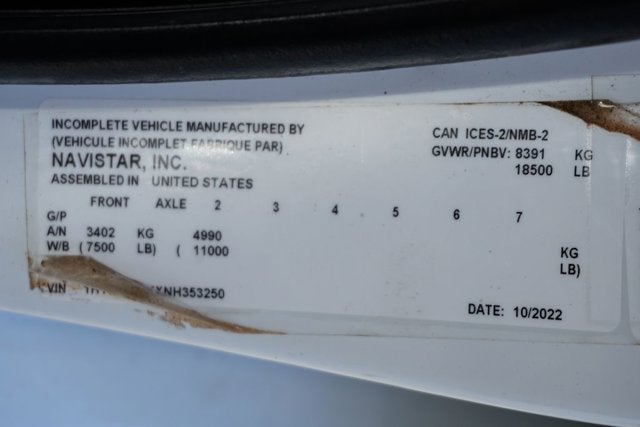 INCOMPLETE VEHICLE MANUFACTURED BY
(VEHICULE INCOMPLET FABRIQUE PAR)
NAVISTAR, INC.
ASSEMBLED IN UNITED STATES
CAN ICES-2/NMB-2
GVWR/PNBV: 8391 KG
18500 LB
FRONT AXLE 2 3 4 5 6 7
G/P
A/N 3402 KG 4990 KG
W/B (7500 LB) (11000 LB)
VIN XNH353250
DATE: 10/2022